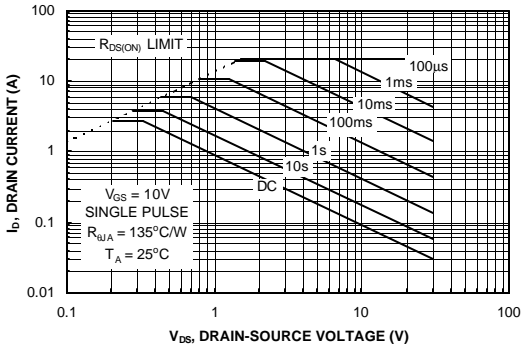 100
10
1
0.1
0.01
I_D, DRAIN CURRENT (A)
R_DS(ON) LIMIT
100µs
1ms
10ms
100ms
1s
10s
DC
V_GS = 10V
SINGLE PULSE
R_θJA = 135°C/W
T_A = 25°C
0.1
1
10
100
V_DS, DRAIN-SOURCE VOLTAGE (V)